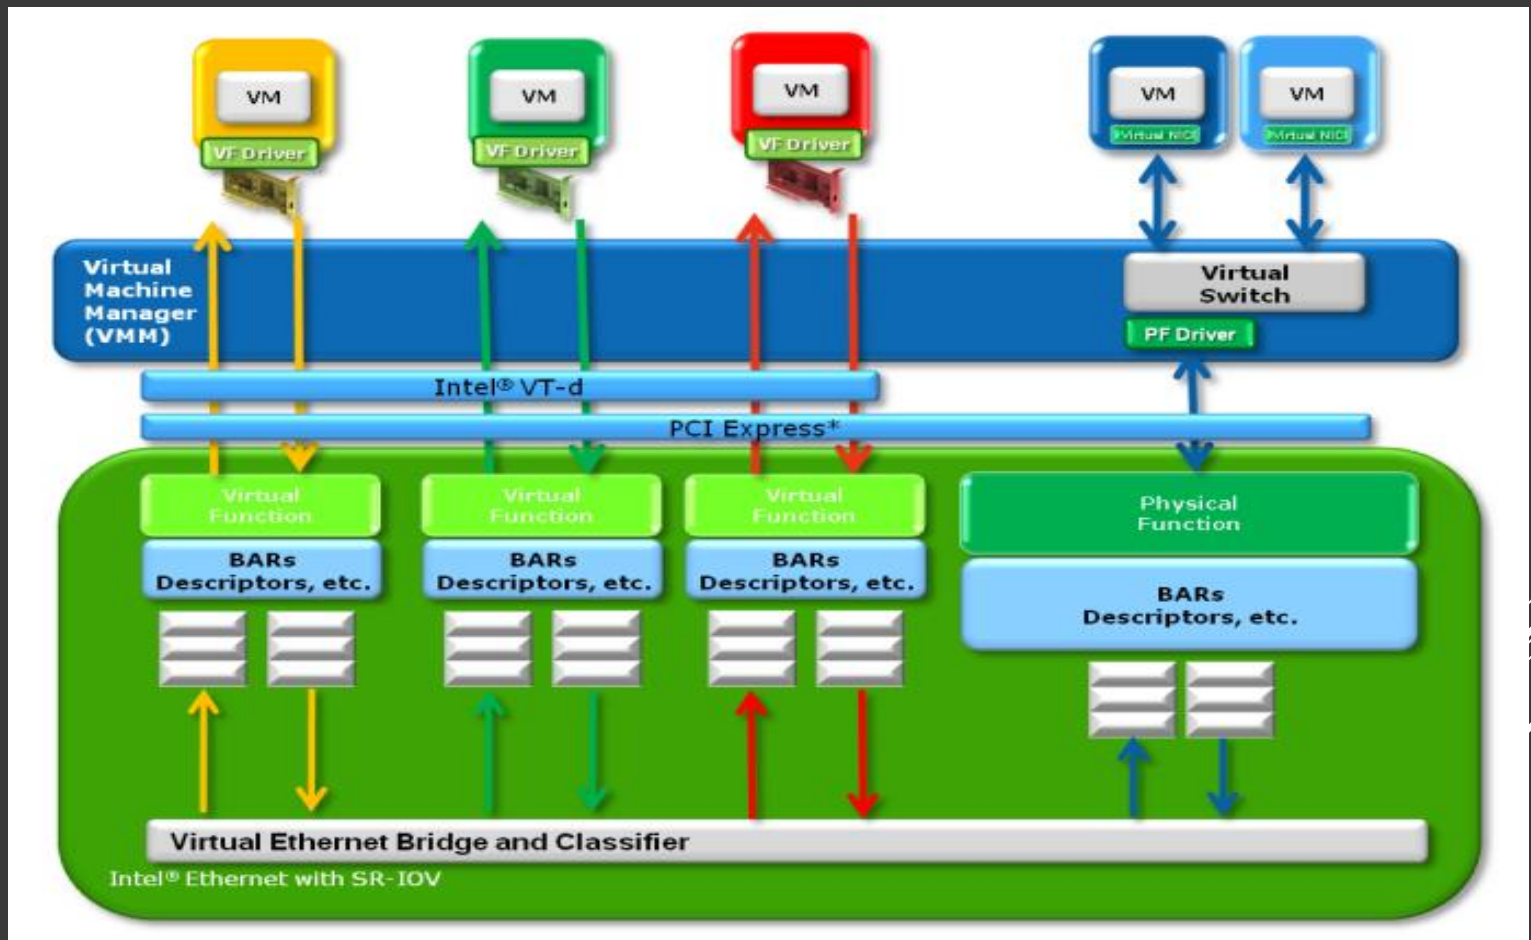 VM
VF Driver
VM
VF Driver
VM
VF Driver
VM
Virtual NIC
VM
Virtual NIC
Virtual
Machine
Manager
(VMM)
Virtual
Switch
PF Driver
Intel® VT-d
PCI Express*
Virtual
Function
BARs
Descriptors, etc.
Virtual
Function
BARs
Descriptors, etc.
Virtual
Function
BARs
Descriptors, etc.
Physical
Function
BARs
Descriptors, etc.
Virtual Ethernet Bridge and Classifier
Intel® Ethernet with SR-IOV